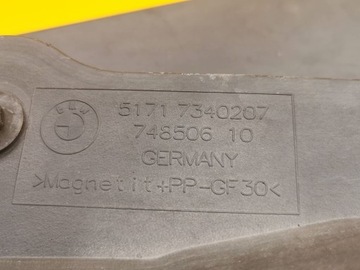 5171 7340207
748506 10
GERMANY
>Magnetit+PP-GF30<